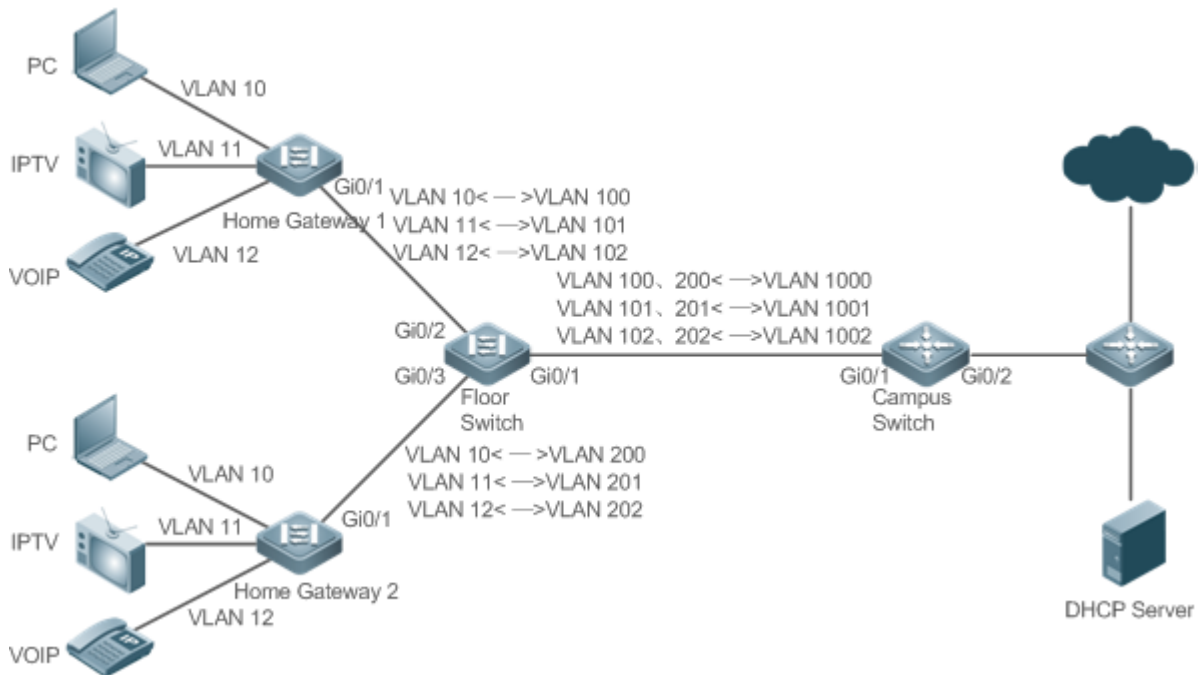 PC
VLAN 10
IPTV
VLAN 11
Gi0/1
Home Gateway 1
VOIP
VLAN 12
VLAN 10< — >VLAN 100
VLAN 11< —>VLAN 101
VLAN 12< —>VLAN 102
VLAN 100、200< —>VLAN 1000
VLAN 101、201< —>VLAN 1001
VLAN 102、202< —>VLAN 1002
Gi0/2
Gi0/3
Gi0/1
Floor
Switch
Gi0/1
Gi0/2
Campus
Switch
VLAN 10< — >VLAN 200
VLAN 11< —>VLAN 201
VLAN 12< —>VLAN 202
PC
VLAN 10
IPTV
VLAN 11
Gi0/1
Home Gateway 2
VLAN 12
VOIP
IP
IP
DHCP Server